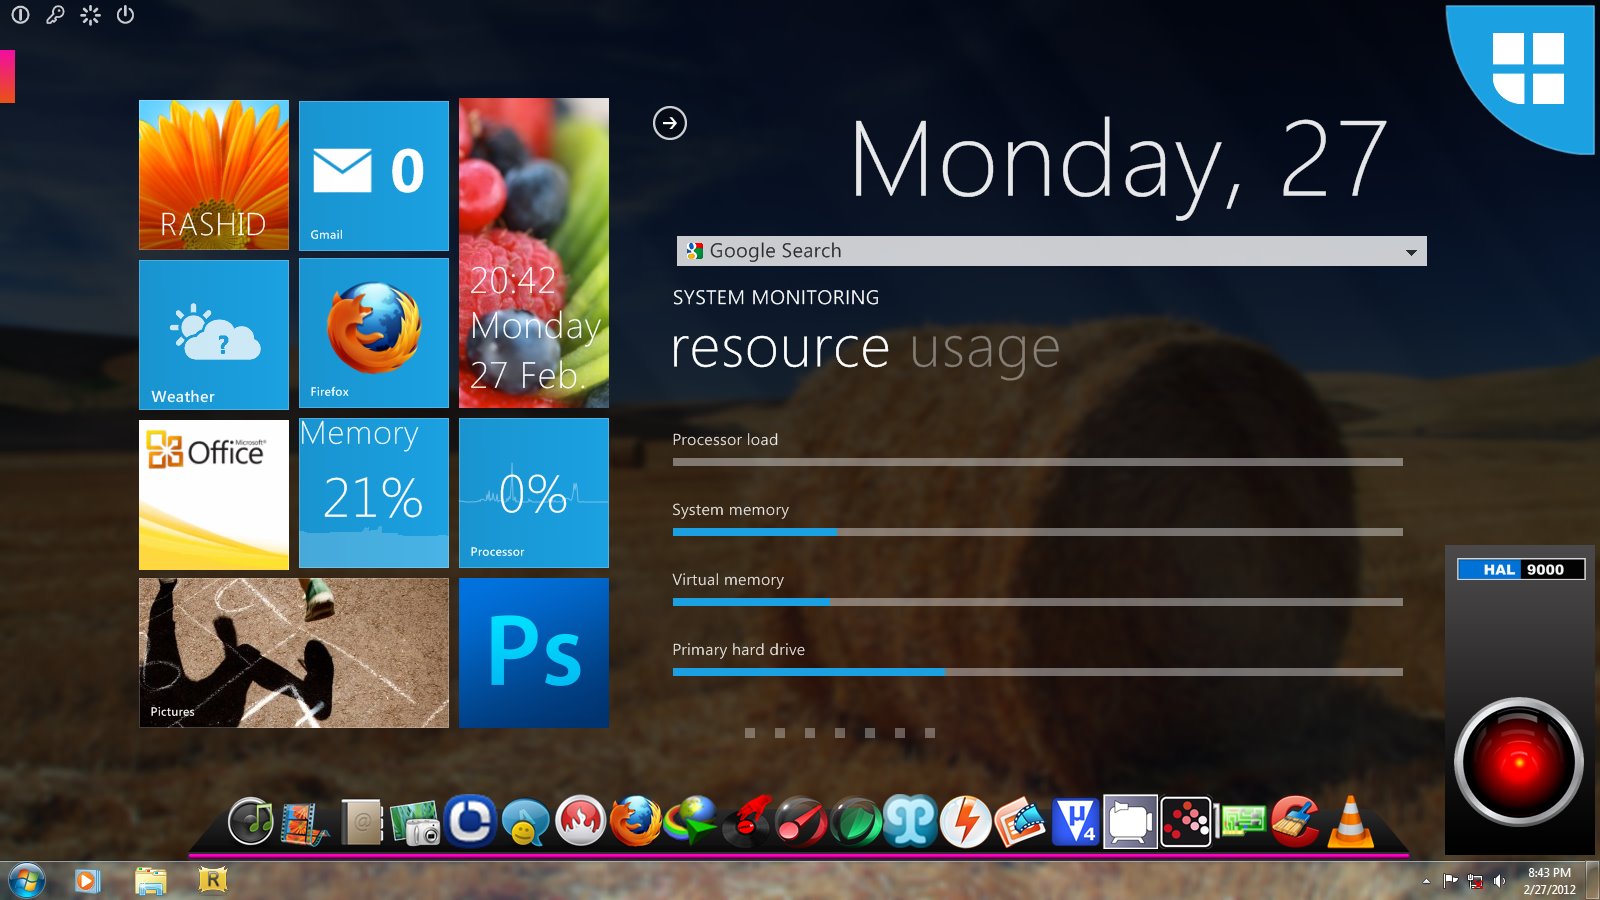 RASHID
0
Gmail
20:42
Monday
27 Feb.
Weather
Firefox
Microsoft®
Office
Memory
21%
0%
Processor
Pictures
Ps
Monday, 27
Google Search
SYSTEM MONITORING
resource usage
Processor load
System memory
Virtual memory
Primary hard drive
HAL 9000
@
µ
4
R
8:43 PM
2/27/2012